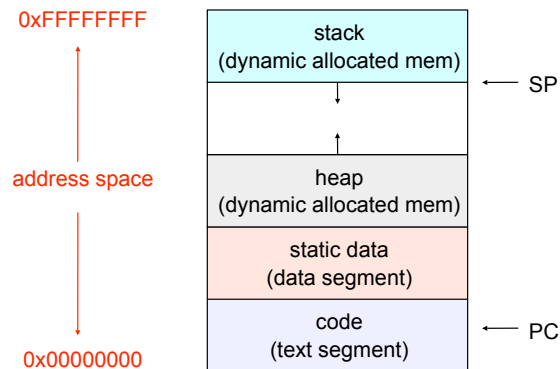 0xFFFFFFFF
stack
(dynamic allocated mem)
SP
address space
heap
(dynamic allocated mem)
static data
(data segment)
code
(text segment)
PC
0x00000000